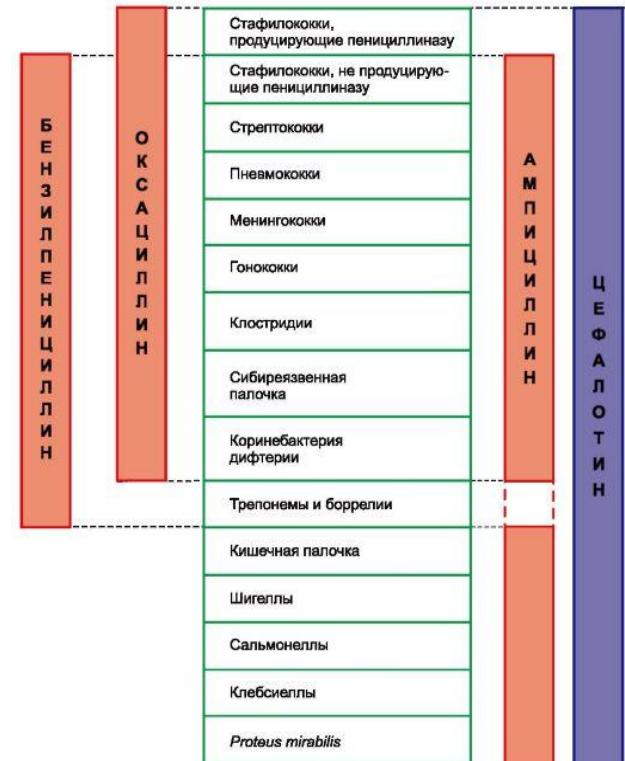 БЕНЗИЛПЕНИЦИЛЛИН
ОКСАЦИЛЛИН
Стафилококки,
продуцирующие пенициллиназу
Стафилококки, не продуцирую-
щие пенициллиназу
Стрептококки
Пневмококки
Менингококки
Гонококки
Клостридии
Сибиреязвенная
палочка
Коринебактерия
дифтерии
Трепонемы и боррелии
Кишечная палочка
Шигеллы
Сальмонеллы
Клебсиеллы
Proteus mirabilis
АМПИЦИЛЛИН
ЦЕФАЛОТИН